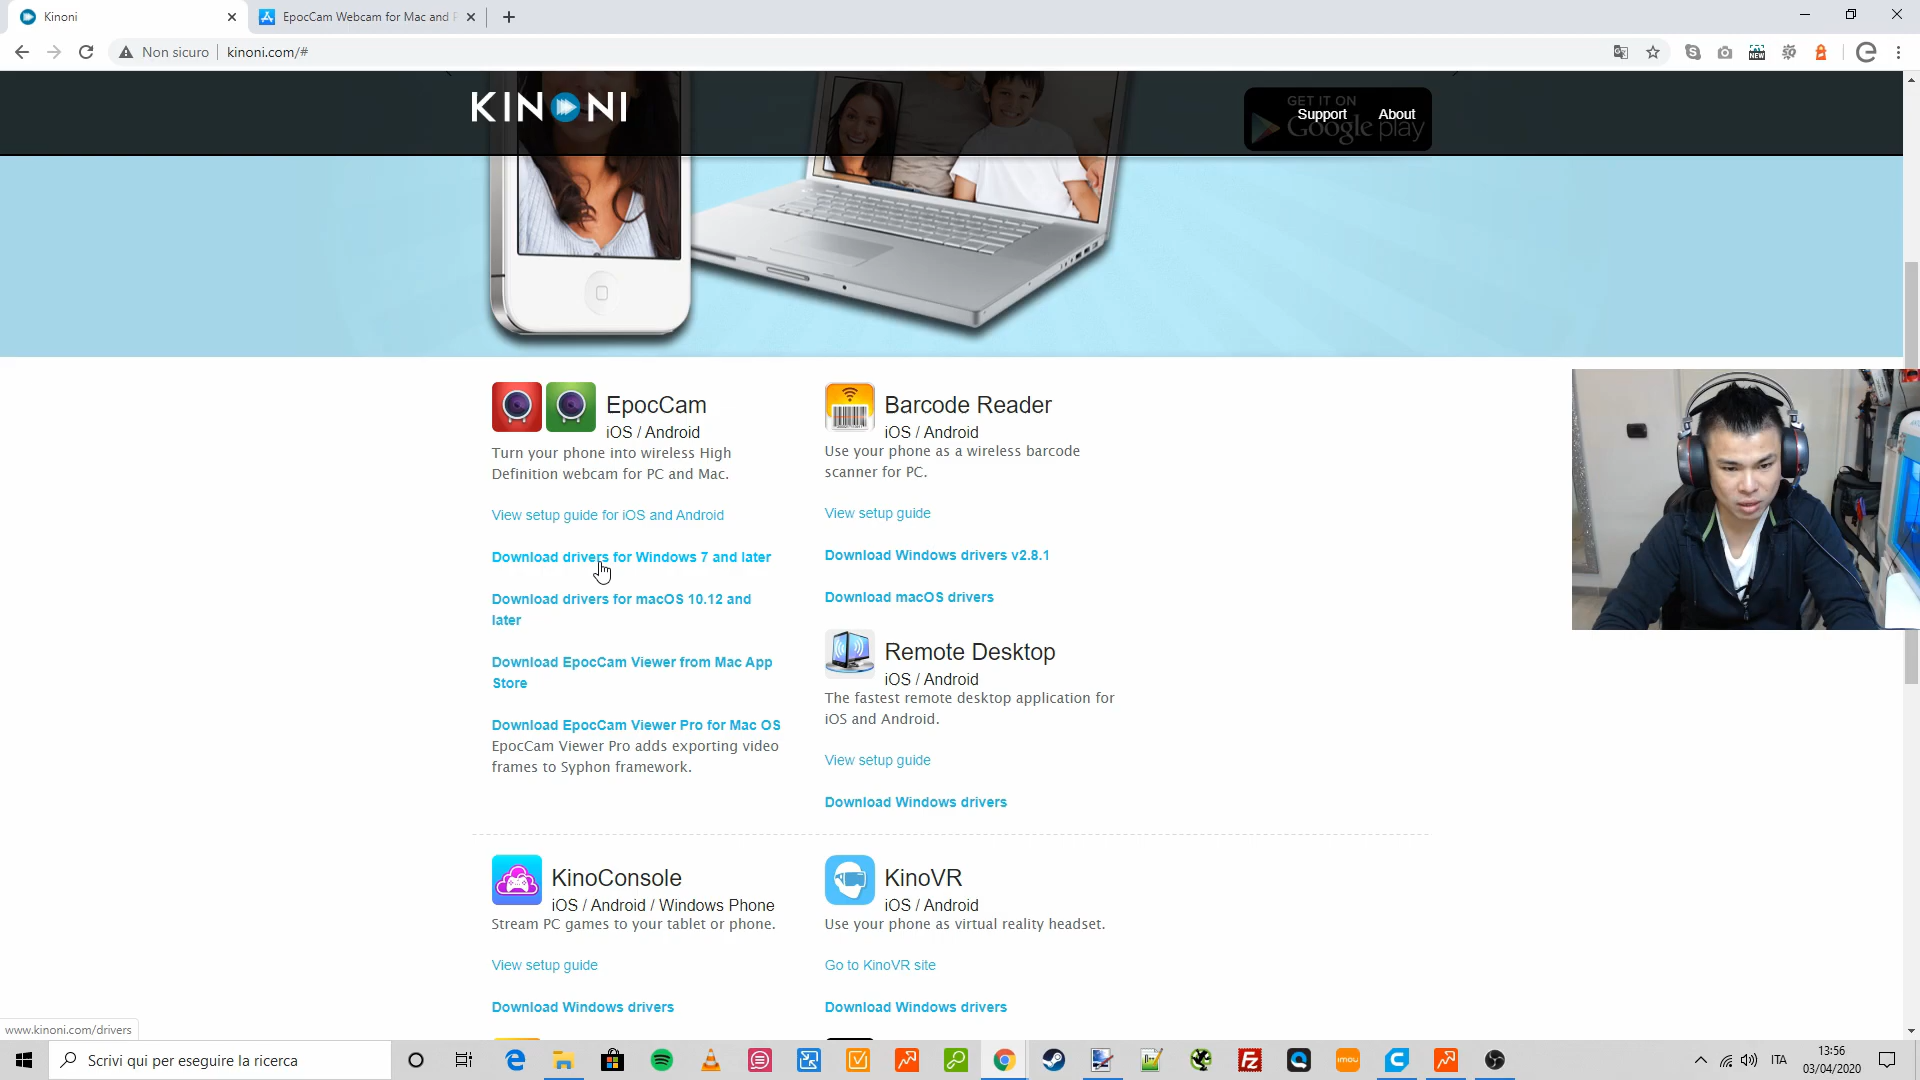 Kinoni
EpocCam Webcam for Mac and P
Non sicuro
kinoni.com/#
NEW
KINONI
GET IT ON
Google play
Support
About
EpocCam
iOS / Android
Turn your phone into wireless High
Definition webcam for PC and Mac.
View setup guide for iOS and Android
Download drivers for Windows 7 and later
Download drivers for macOS 10.12 and
later
Download EpocCam Viewer from Mac App
Store
Download EpocCam Viewer Pro for Mac OS
EpocCam Viewer Pro adds exporting video
frames to Syphon framework.
Barcode Reader
iOS / Android
Use your phone as a wireless barcode
scanner for PC.
View setup guide
Download Windows drivers v2.8.1
Download macOS drivers
Remote Desktop
iOS / Android
The fastest remote desktop application for
iOS and Android.
View setup guide
Download Windows drivers
KinoConsole
iOS / Android / Windows Phone
Stream PC games to your tablet or phone.
View setup guide
Download Windows drivers
KinoVR
iOS / Android
Use your phone as virtual reality headset.
Go to KinoVR site
Download Windows drivers
www.kinoni.com/drivers
Scrivi qui per eseguire la ricerca
imou
ITA
13:56
03/04/2020